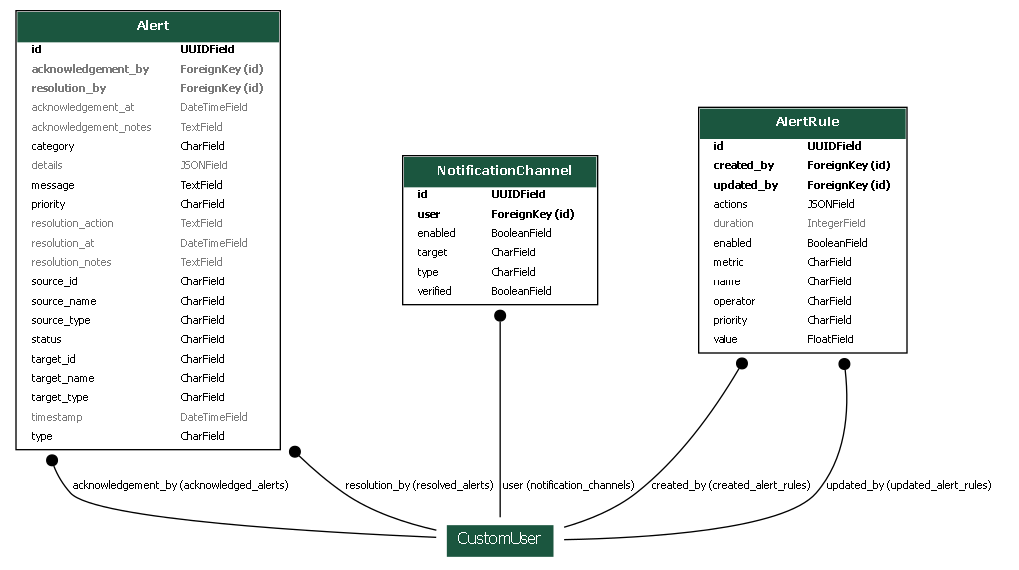 Alert
id UUIDField
acknowledgement_by ForeignKey (id)
resolution_by ForeignKey (id)
acknowledgement_at DateTimeField
acknowledgement_notes TextField
category CharField
details JSONField
message TextField
priority CharField
resolution_action TextField
resolution_at DateTimeField
resolution_notes TextField
source_id CharField
source_name CharField
source_type CharField
status CharField
target_id CharField
target_name CharField
target_type CharField
timestamp DateTimeField
type CharField
NotificationChannel
id UUIDField
user ForeignKey (id)
enabled BooleanField
target CharField
type CharField
verified BooleanField
AlertRule
id UUIDField
created_by ForeignKey (id)
updated_by ForeignKey (id)
actions JSONField
duration IntegerField
enabled BooleanField
metric CharField
name CharField
operator CharField
priority CharField
value FloatField
acknowledgement_by (acknowledged_alerts)
resolution_by (resolved_alerts)
user (notification_channels)
created_by (created_alert_rules)
updated_by (updated_alert_rules)
CustomUser